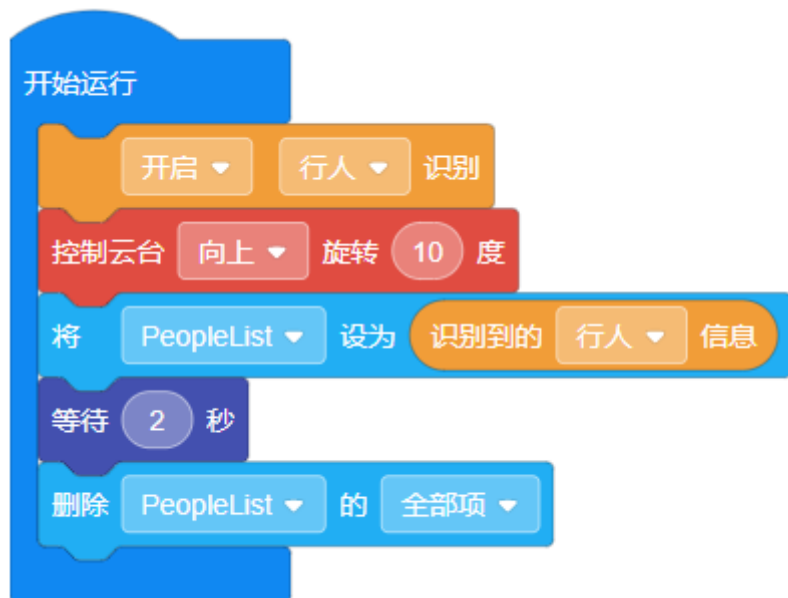 开始运行
开启 行人 识别
控制云台 向上 旋转 10 度
将 PeopleList 设为 识别到的 行人 信息
等待 2 秒
删除 PeopleList 的 全部项